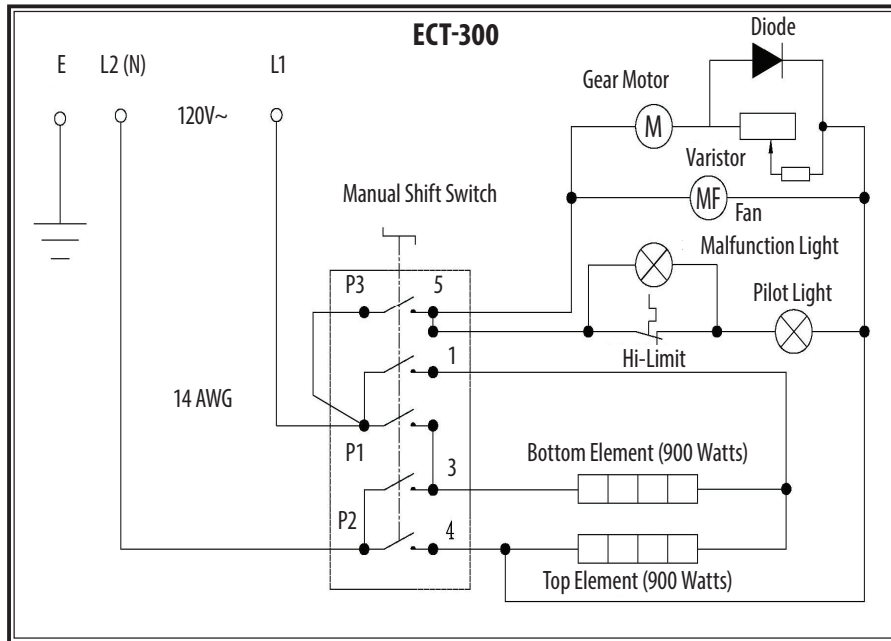 ECT-300
Diode
E L2 (N) L1
Gear Motor
120V~
M
Varistor
Manual Shift Switch
MF
Fan
Malfunction Light
P3 5
Pilot Light
1
Hi-Limit
14 AWG
P1
Bottom Element (900 Watts)
3
P2
4
Top Element (900 Watts)